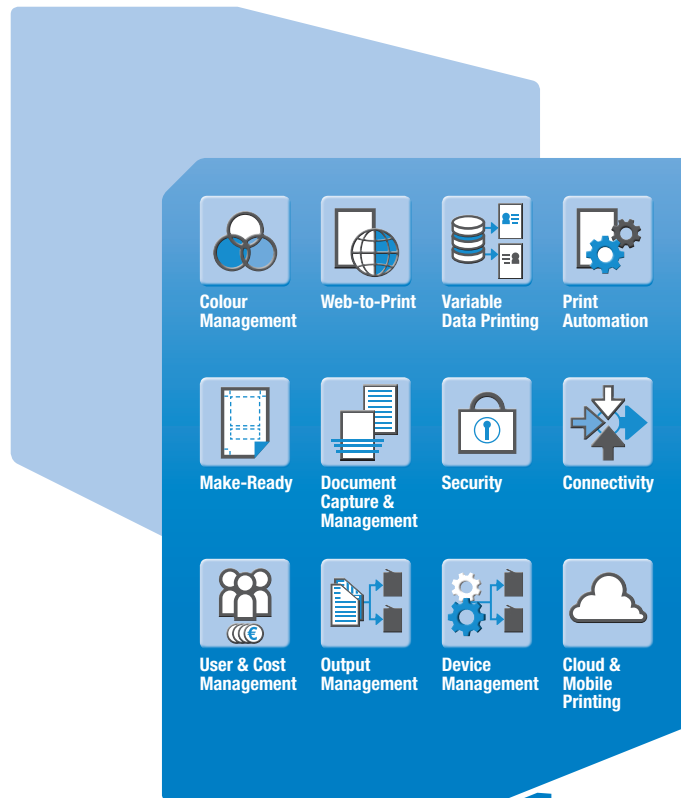 Colour
Management
Web-to-Print
Variable
Data Printing
Print
Automation
Make-Ready
Document
Capture &
Management
Security
Connectivity
€
User & Cost
Management
Output
Management
Device
Management
Cloud &
Mobile
Printing